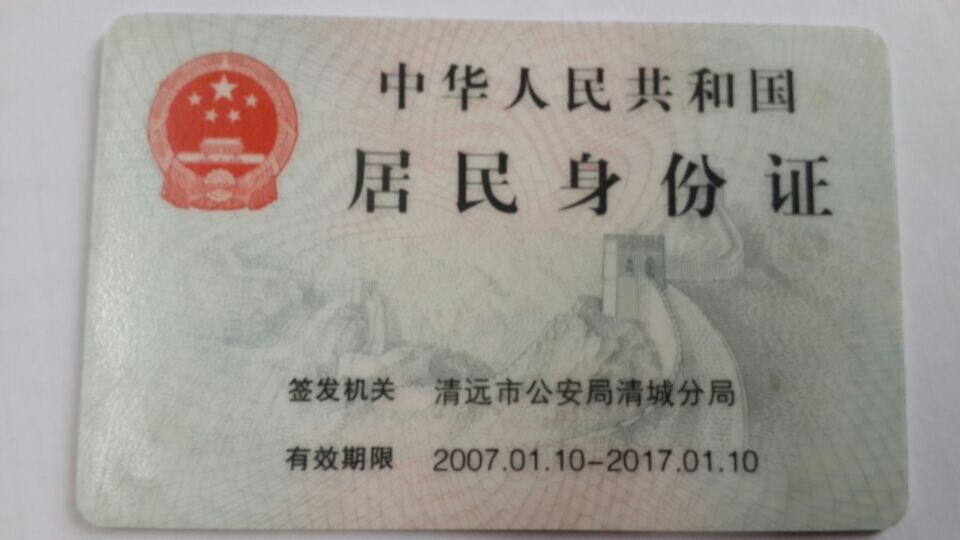 中华人民共和国
居民身份证
签发机关 清远市公安局清城分局
有效期限 2007.01.10-2017.01.10